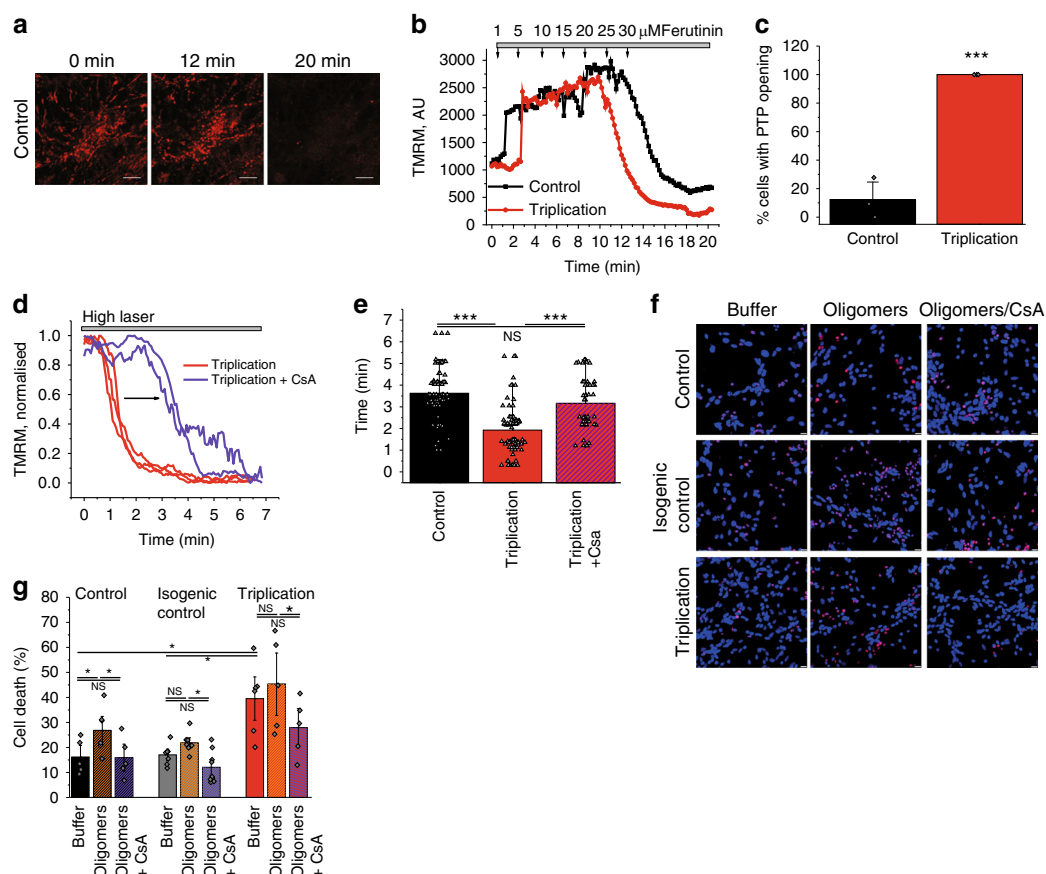 a
0 min 12 min 20 min
Control
b
1 5 10 15 20 25 30 μMFerutinin
3000
2500
2000
1500
1000
500
0
TMRM, AU
Control
Triplication
0 2 4 6 8 10 12 14 16 18 20
Time (min)
c
120
100
80
60
40
20
0
% cells with PTP opening
***
Control Triplication
d
High laser
1.0
0.8
0.6
0.4
0.2
0.0
TMRM, normalised
Triplication
Triplication + CsA
0 1 2 3 4 5 6 7
Time (min)
e
7
6
5
4
3
2
1
0
Time (min)
*** ***
NS
Control
Triplication
Triplication
+Csa
f
Buffer Oligomers Oligomers/CsA
Control
Isogenic
control
Triplication
g
Control Isogenic
control Triplication
80
70
60
50
40
30
20
10
0
Cell death (%)
NS *
NS
*
*
* *
NS
NS *
NS
Buffer
Oligomers
Oligomers
+ CsA
Buffer
Oligomers
Oligomers
+ CsA
Buffer
Oligomers
Oligomers
+ CsA